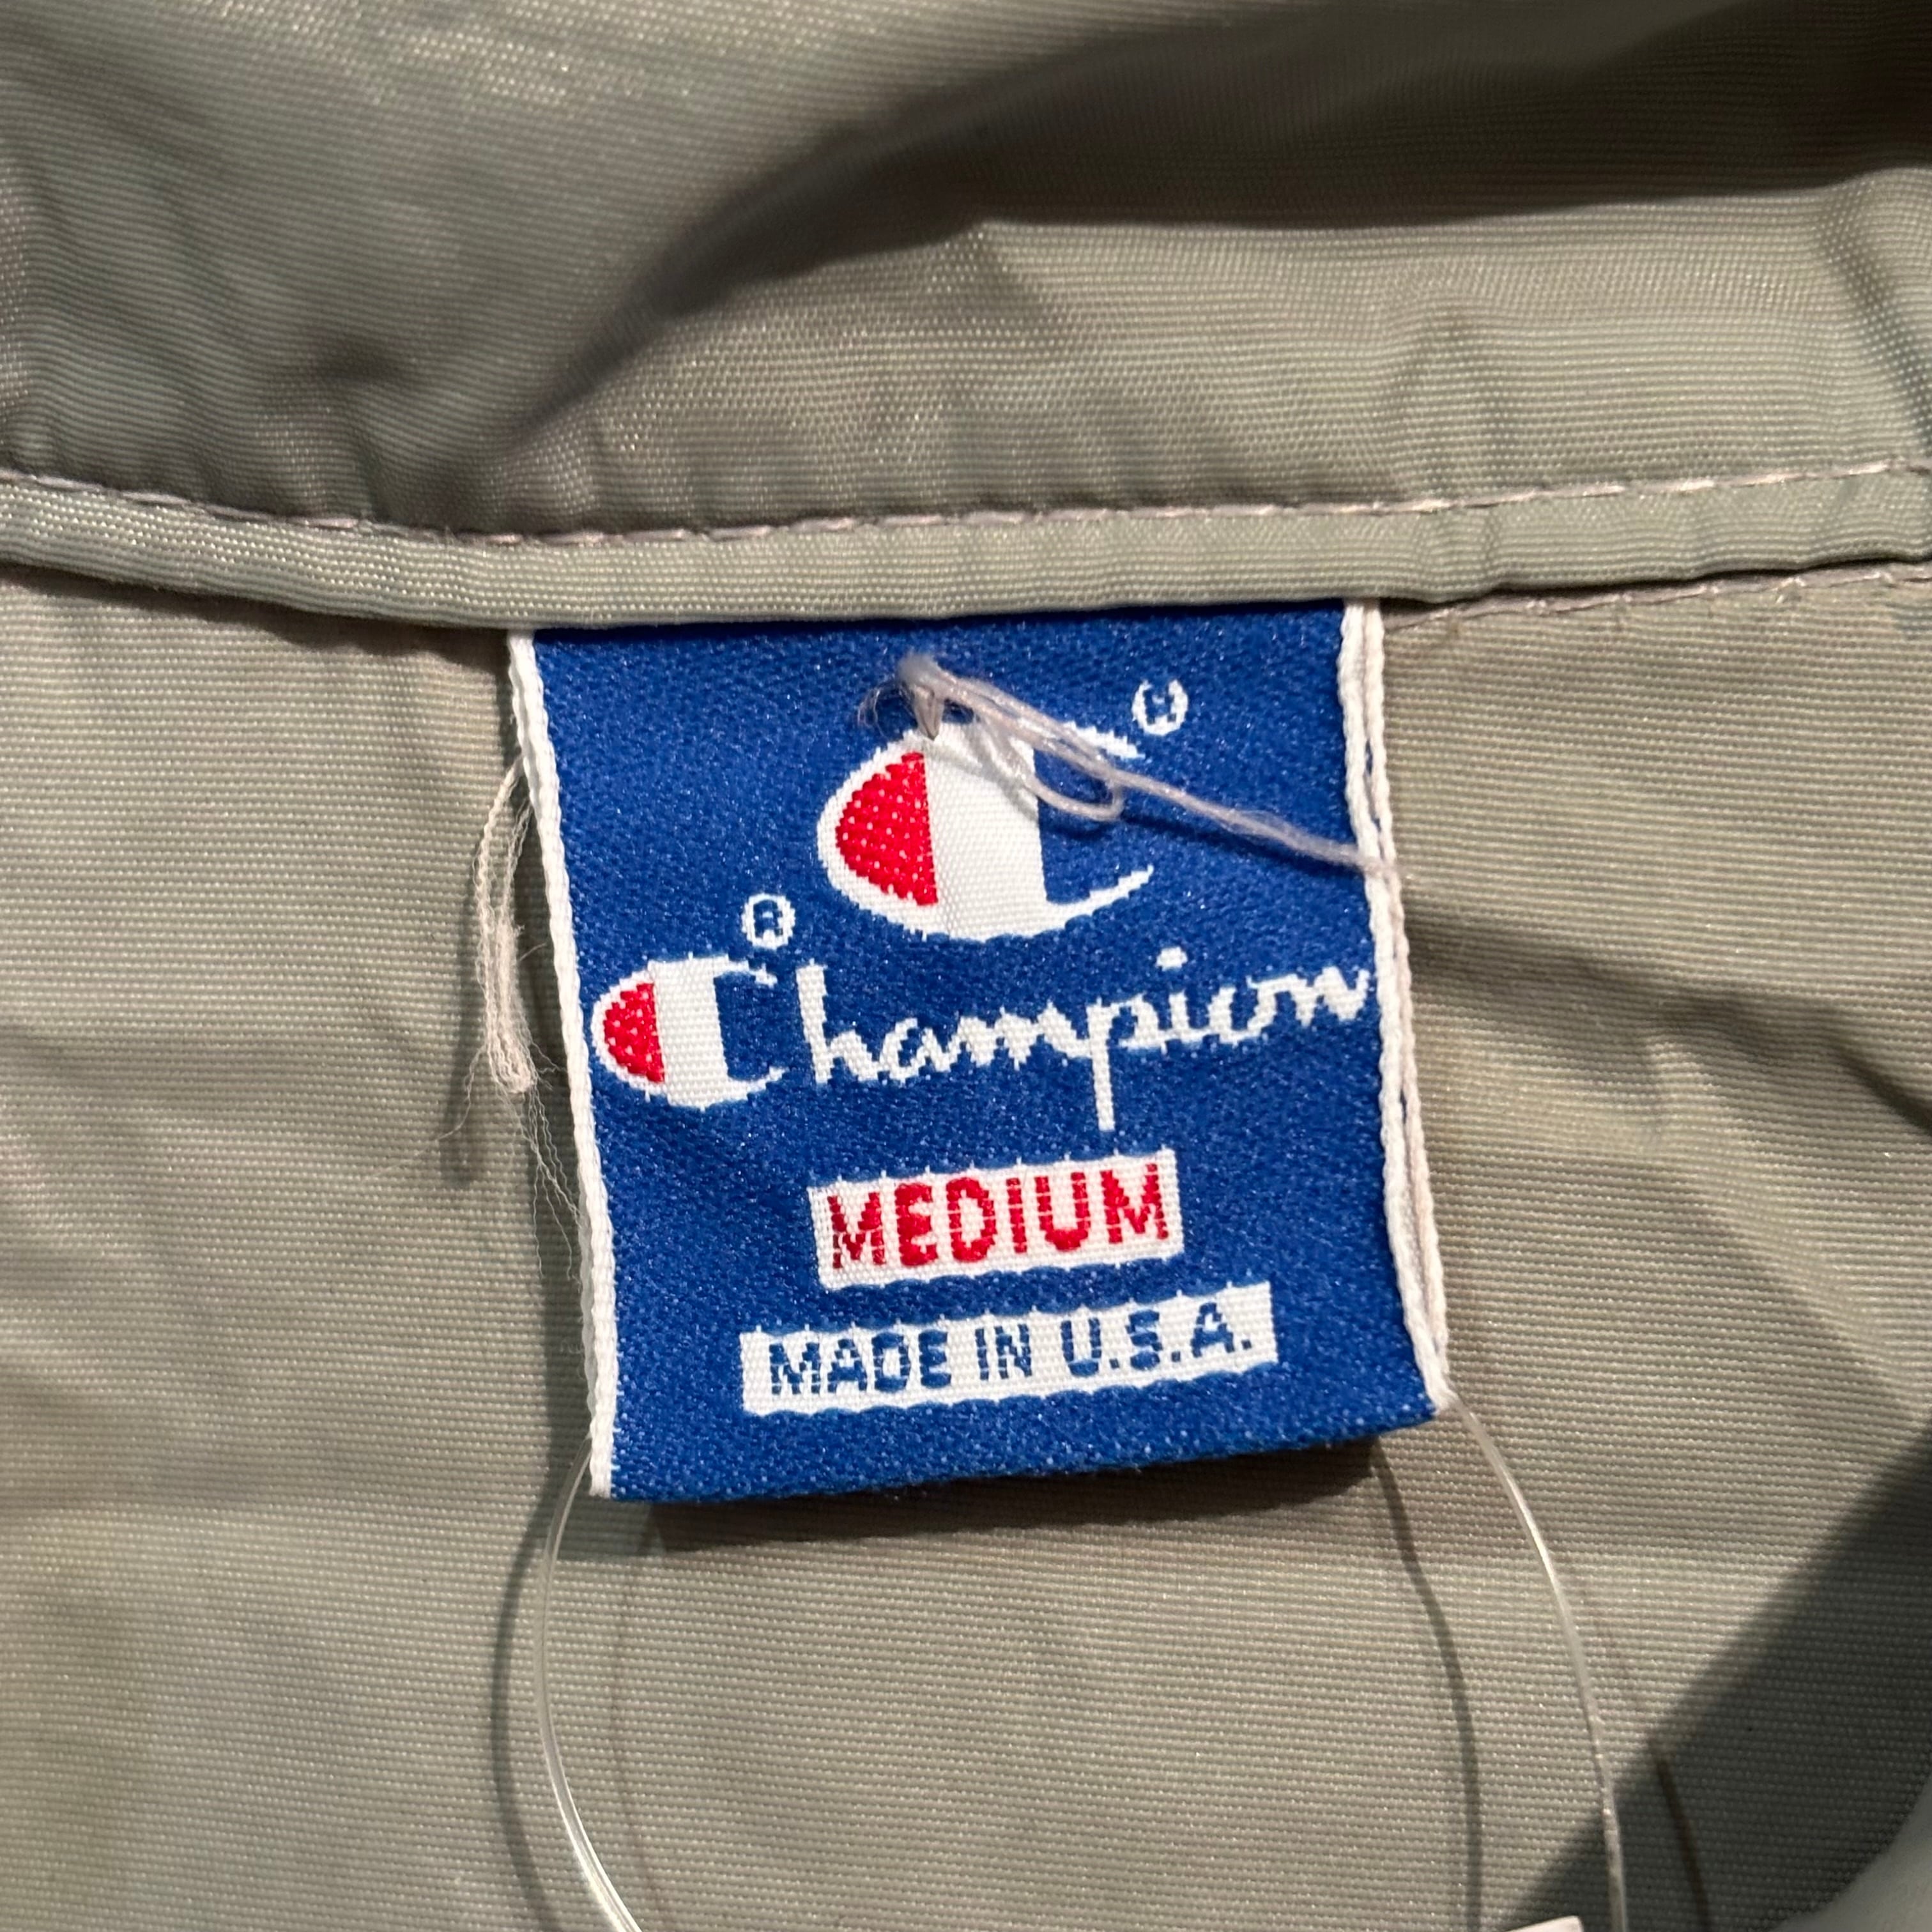 C®
®
Champion
MEDIUM
MADE IN U.S.A.